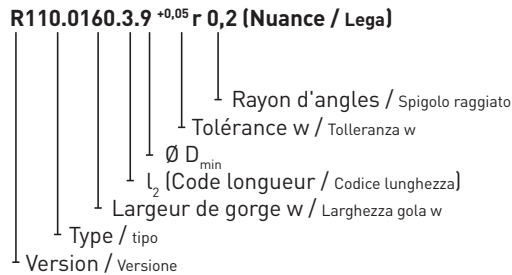 R110.0160.3.9 +0,05 r 0,2 (Nuance / Lega)
Rayon d'angles / Spigolo raggiato
Tolérance w / Tolleranza w
Ø Dmin
l2 (Code longueur / Codice lunghezza)
Largeur de gorge w / Larghezza gola w
Type / tipo
Version / Versione